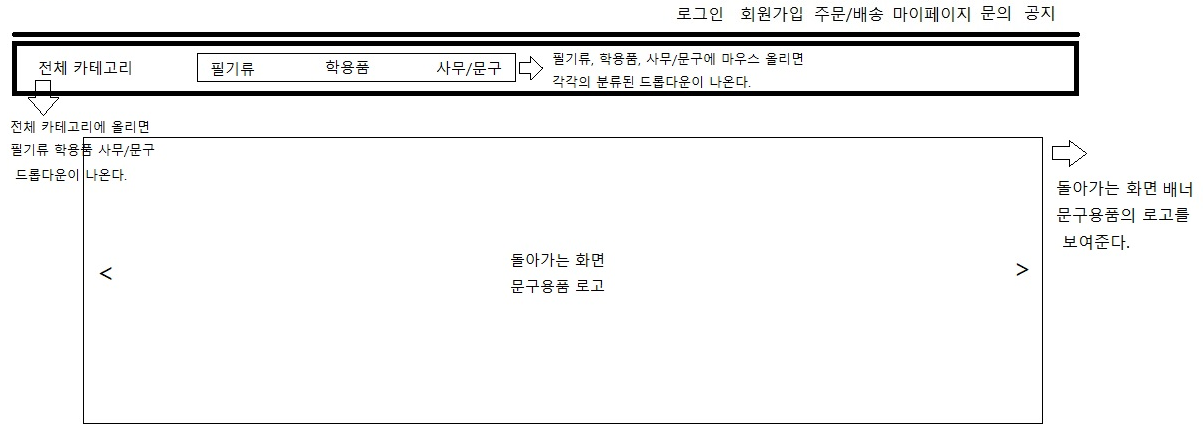 로그인 회원가입 주문/배송 마이페이지 문의 공지
전체 카테고리 필기류 학용품 사무/문구
필기류, 학용품, 사무/문구에 마우스 올리면
각각의 분류된 드롭다운이 나온다.
전체 카테고리에 올리면
필기류 학용품 사무/문구
드롭다운이 나온다.
돌아가는 화면 배너
문구용품의 로고를
보여준다.
< 돌아가는 화면 >
문구용품 로고